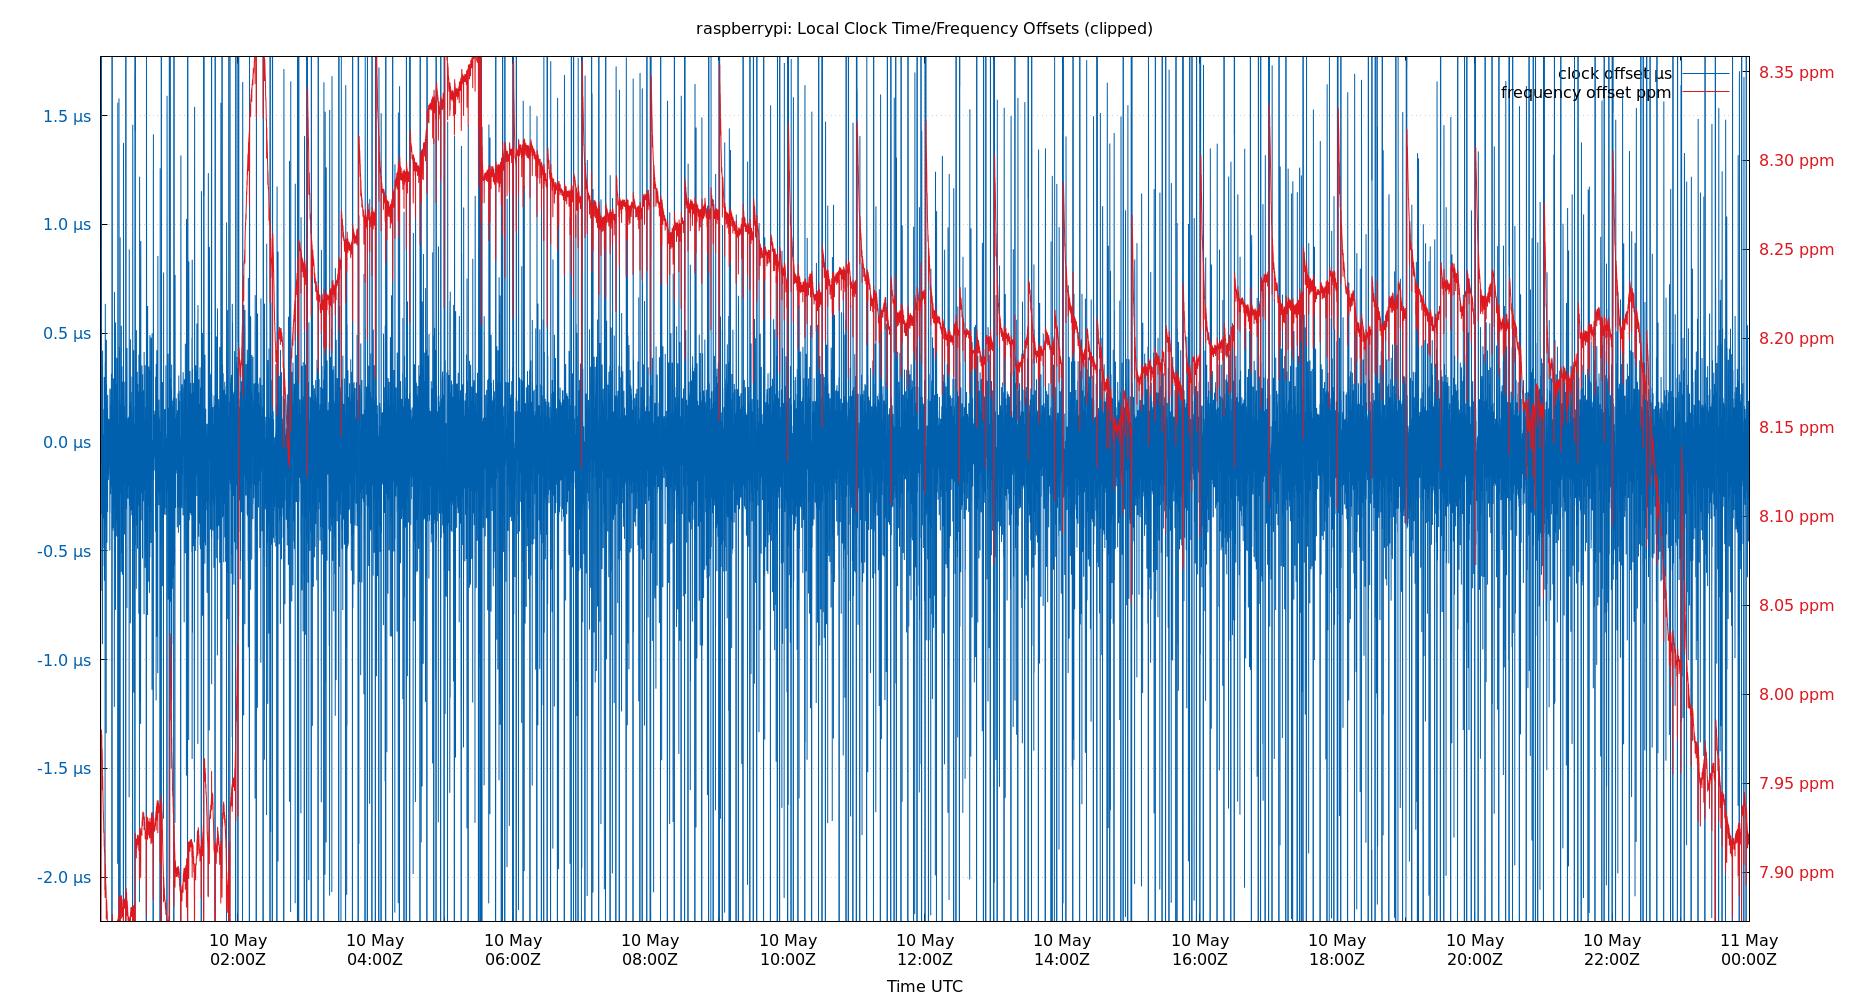 raspberrypi: Local Clock Time/Frequency Offsets (clipped)
clock offset µs
frequency offset ppm
1.5 µs
1.0 µs
0.5 µs
0.0 µs
-0.5 µs
-1.0 µs
-1.5 µs
-2.0 µs
8.35 ppm
8.30 ppm
8.25 ppm
8.20 ppm
8.15 ppm
8.10 ppm
8.05 ppm
8.00 ppm
7.95 ppm
7.90 ppm
10 May 10 May 10 May 10 May 10 May 10 May 10 May 10 May 10 May 10 May 10 May 11 May
02:00Z 04:00Z 06:00Z 08:00Z 10:00Z 12:00Z 14:00Z 16:00Z 18:00Z 20:00Z 22:00Z 00:00Z
Time UTC